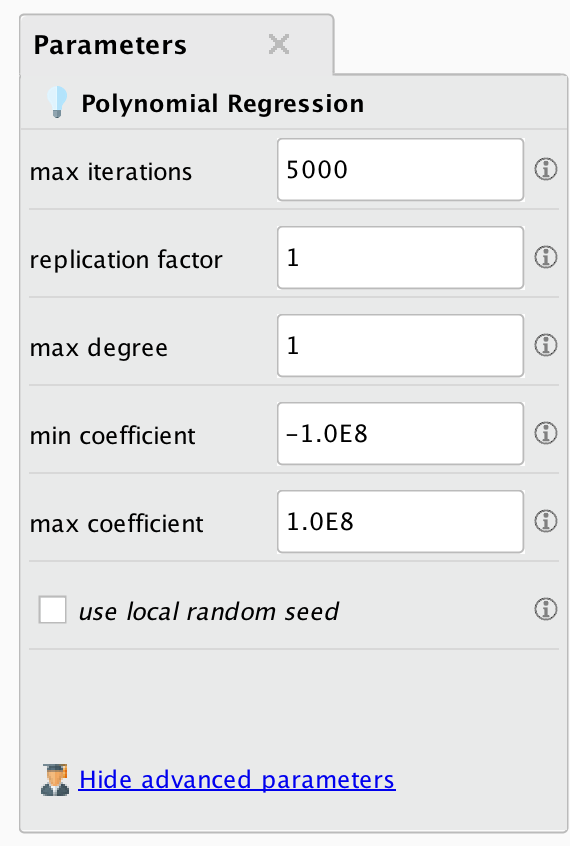 Parameters
Polynomial Regression
max iterations 5000
replication factor 1
max degree 1
min coefficient -1.0E8
max coefficient 1.0E8
use local random seed
Hide advanced parameters